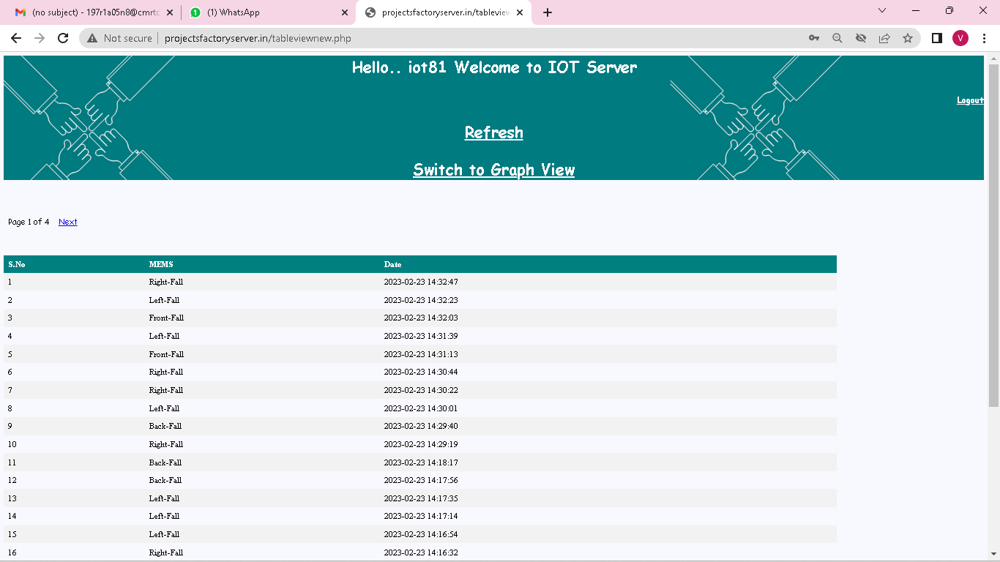 (no subject) - 197r1a05n8@cmrtc
(1) WhatsApp
projectsfactoryserver.in/tableview
Not secure projectsfactoryserver.in/tableviewnew.php
V
Hello.. iot81 Welcome to IOT Server
Logout
Refresh
Switch to Graph View
Page 1 of 4 Next
S.No MEMS Date
1 Right-Fall 2023-02-23 14:32:47
2 Left-Fall 2023-02-23 14:32:23
3 Front-Fall 2023-02-23 14:32:03
4 Left-Fall 2023-02-23 14:31:39
5 Front-Fall 2023-02-23 14:31:13
6 Right-Fall 2023-02-23 14:30:44
7 Right-Fall 2023-02-23 14:30:22
8 Left-Fall 2023-02-23 14:30:01
9 Back-Fall 2023-02-23 14:29:40
10 Right-Fall 2023-02-23 14:29:19
11 Back-Fall 2023-02-23 14:18:17
12 Back-Fall 2023-02-23 14:17:56
13 Left-Fall 2023-02-23 14:17:35
14 Left-Fall 2023-02-23 14:17:14
15 Left-Fall 2023-02-23 14:16:54
16 Right-Fall 2023-02-23 14:16:32